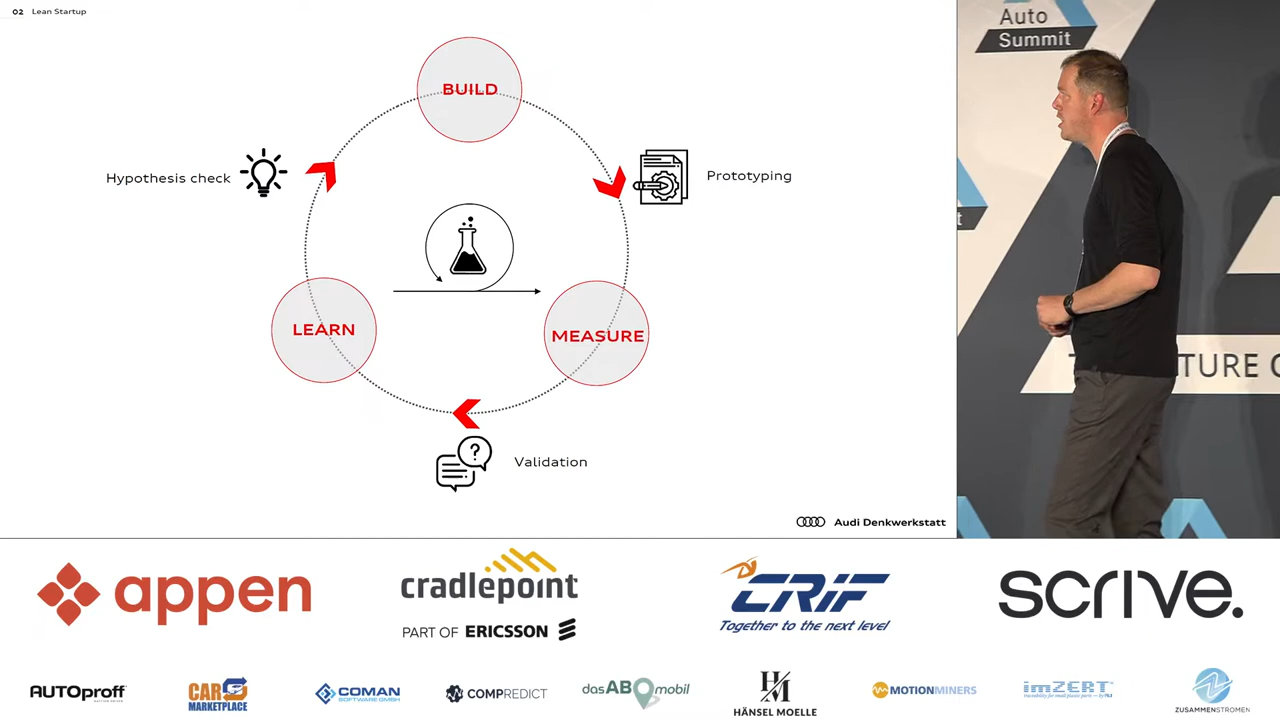 02 Lean Startup
BUILD
Hypothesis check
Prototyping
LEARN
MEASURE
Validation
Audi Denkwerkstatt
Auto
Summit
t
TURE
appen
cradlepoint
PART OF ERICSSON
CRIF
Together to the next level
scrive.
AUTOproff
CAR
MARKETPLACE
COMAN
SOFTWARE GMBH
COMPREDICT
dasABOmobil
HÄNSEL MOELLE
MOTIONMINERS
imZERT
ZUSAMMENSTROMEN